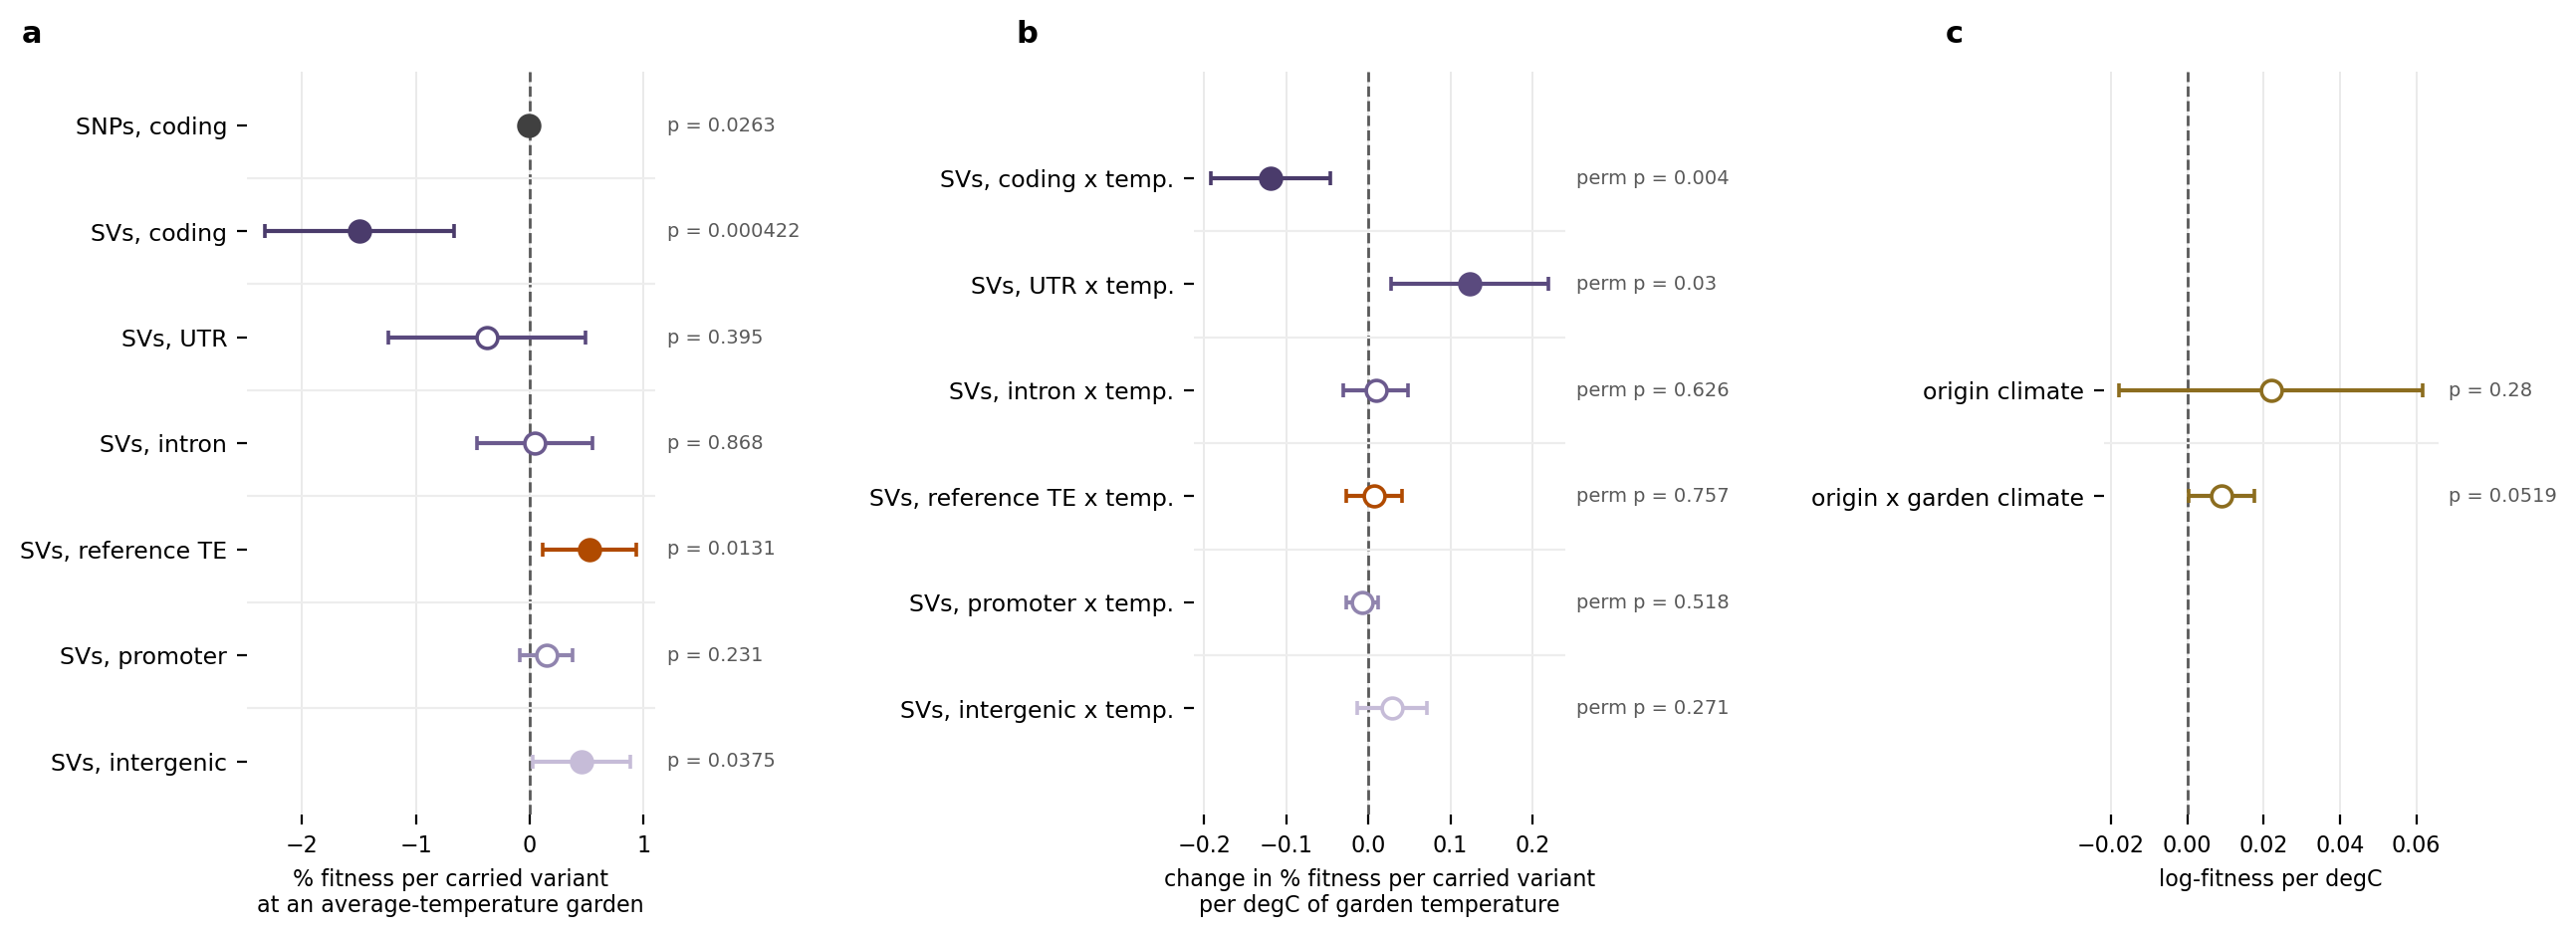 a
SNPs, coding
p = 0.0263
SVs, coding
p = 0.000422
SVs, UTR
p = 0.395
SVs, intron
p = 0.868
SVs, reference TE
p = 0.0131
SVs, promoter
p = 0.231
SVs, intergenic
p = 0.0375
−2 −1 0 1
% fitness per carried variant
at an average-temperature garden
b
SVs, coding x temp.
perm p = 0.004
SVs, UTR x temp.
perm p = 0.03
SVs, intron x temp.
perm p = 0.626
SVs, reference TE x temp.
perm p = 0.757
SVs, promoter x temp.
perm p = 0.518
SVs, intergenic x temp.
perm p = 0.271
−0.2 −0.1 0.0 0.1 0.2
change in % fitness per carried variant
per degC of garden temperature
c
origin climate
p = 0.28
origin x garden climate
p = 0.0519
−0.02 0.00 0.02 0.04 0.06
log-fitness per degC